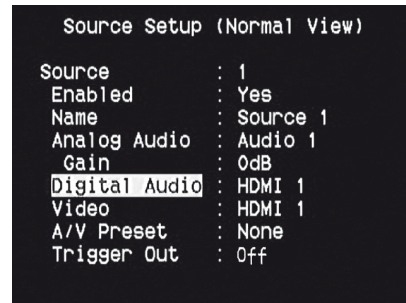 Source Setup (Normal View)
Source : 1
Enabled : Yes
Name : Source 1
Analog Audio : Audio 1
Gain : 0dB
Digital Audio : HDMI 1
Video : HDMI 1
A/V Preset : None
Trigger Out : Off